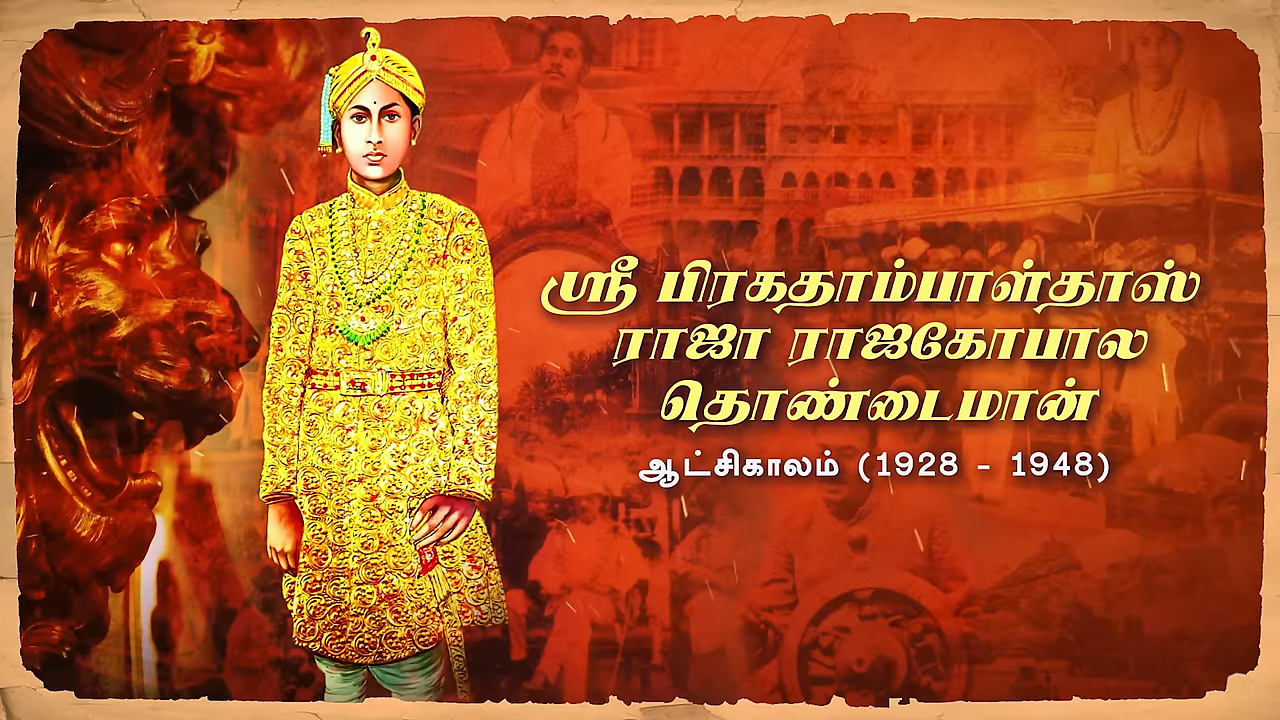 ஸ்ரீ பிரகதாம்பாள்தாஸ்
ராஜா ராஜகோபால
தொண்டைமான்
ஆட்சிகாலம் (1928 - 1948)